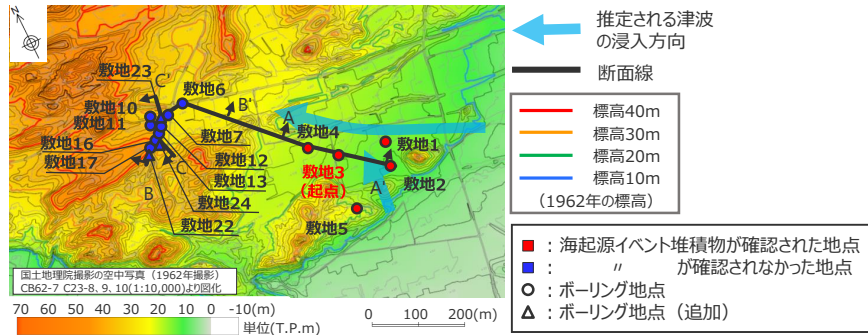 N
敷地23
C'
敷地6
敷地10
敷地11
B'
A
敷地4
敷地7
敷地1
敷地16
敷地12
敷地3
(起点)
敷地17
敷地13
敷地2
B
C
A'
敷地24
敷地5
敷地22
国土地理院撮影の空中写真(1962年撮影)
CB62-7 C23-8、9、10(1:10,000)より図化
70 60 50 40 30 20 10 0 -10(m)
単位(T.P.m)
0 100 200(m)
推定される津波
の浸入方向
断面線
標高40m
標高30m
標高20m
標高10m
(1962年の標高)
:海起源イベント堆積物が確認された地点
: 〃 が確認されなかった地点
:ボーリング地点
:ボーリング地点(追加)